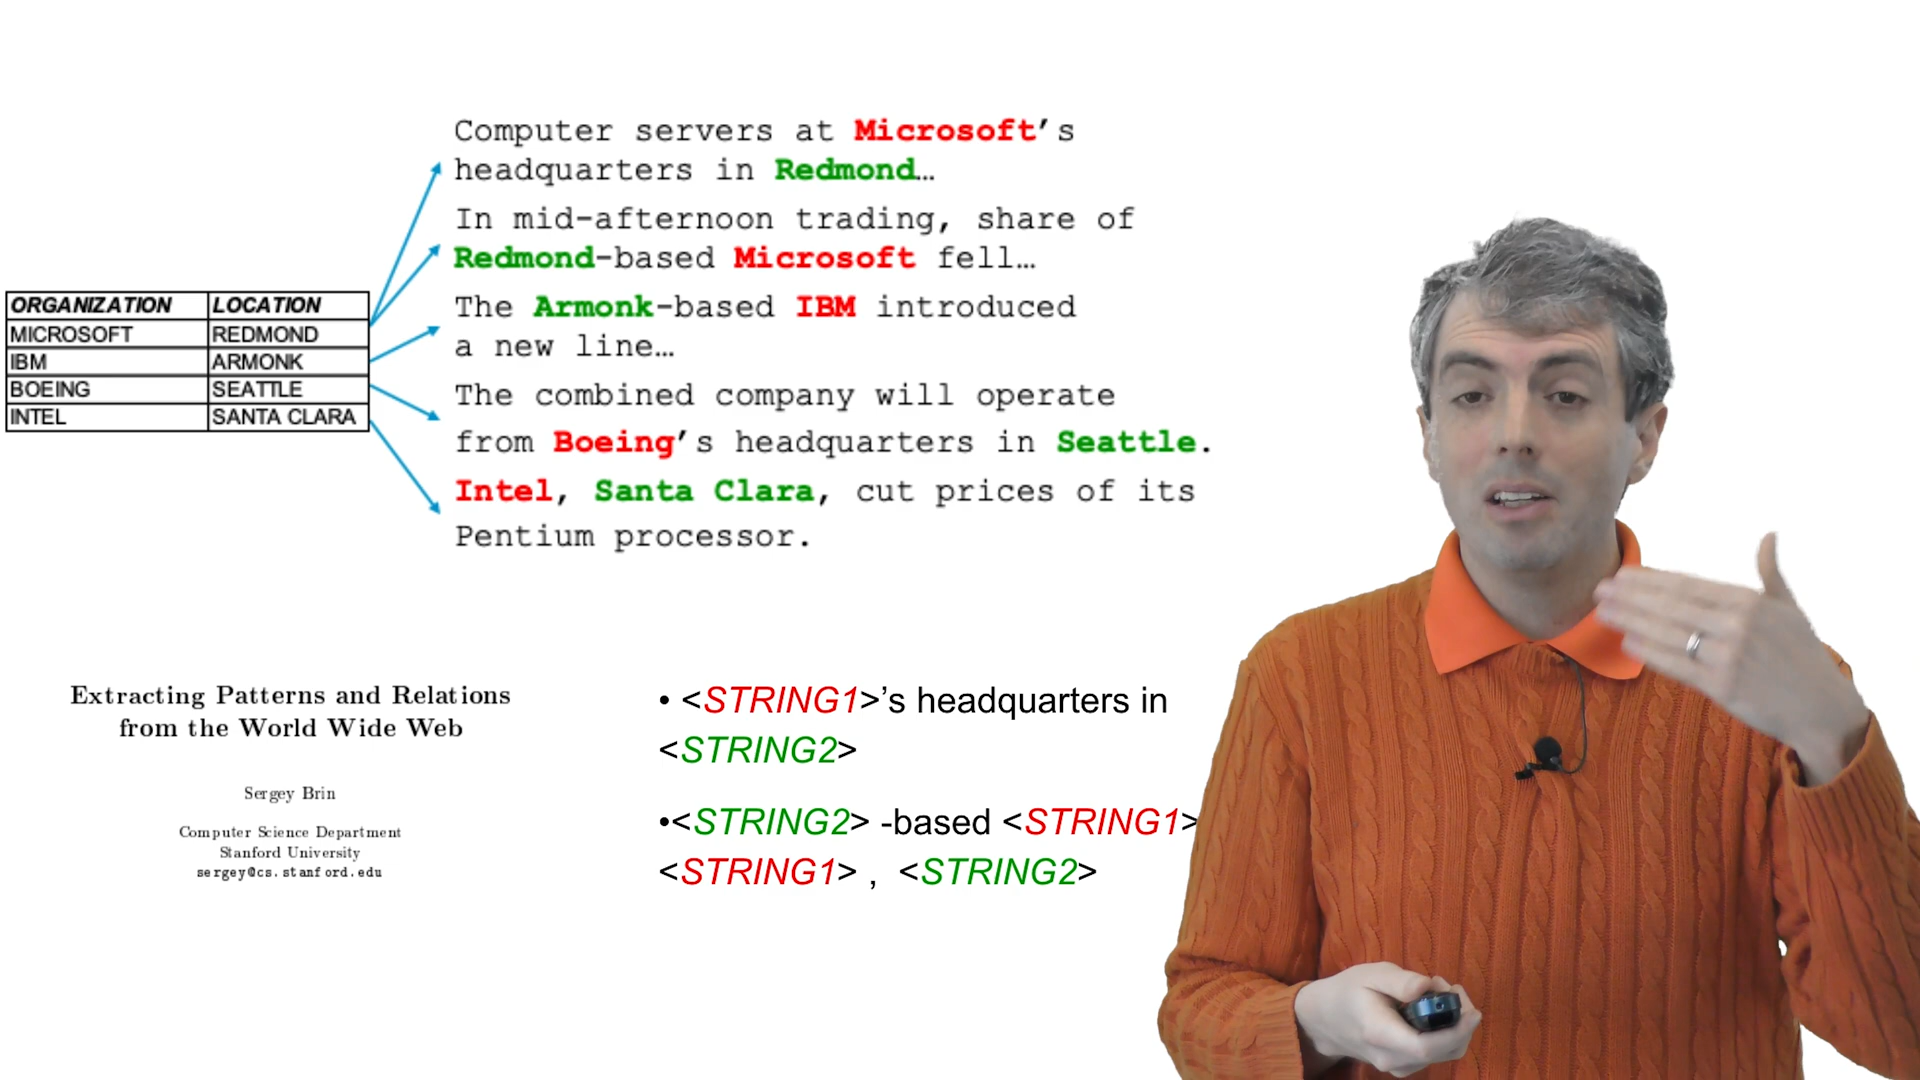 Computer servers at Microsoft's
headquarters in Redmond…
In mid-afternoon trading, share of
Redmond-based Microsoft fell…
The Armonk-based IBM introduced
a new line…
The combined company will operate
from Boeing's headquarters in Seattle.
Intel, Santa Clara, cut prices of its
Pentium processor.
ORGANIZATION LOCATION
MICROSOFT REDMOND
IBM ARMONK
BOEING SEATTLE
INTEL SANTA CLARA
Extracting Patterns and Relations
from the World Wide Web
Sergey Brin
Computer Science Department
Stanford University
sergey@cs.stanford.edu
• <STRING1>’s headquarters in
<STRING2>
•<STRING2> -based <STRING1>
<STRING1> , <STRING2>